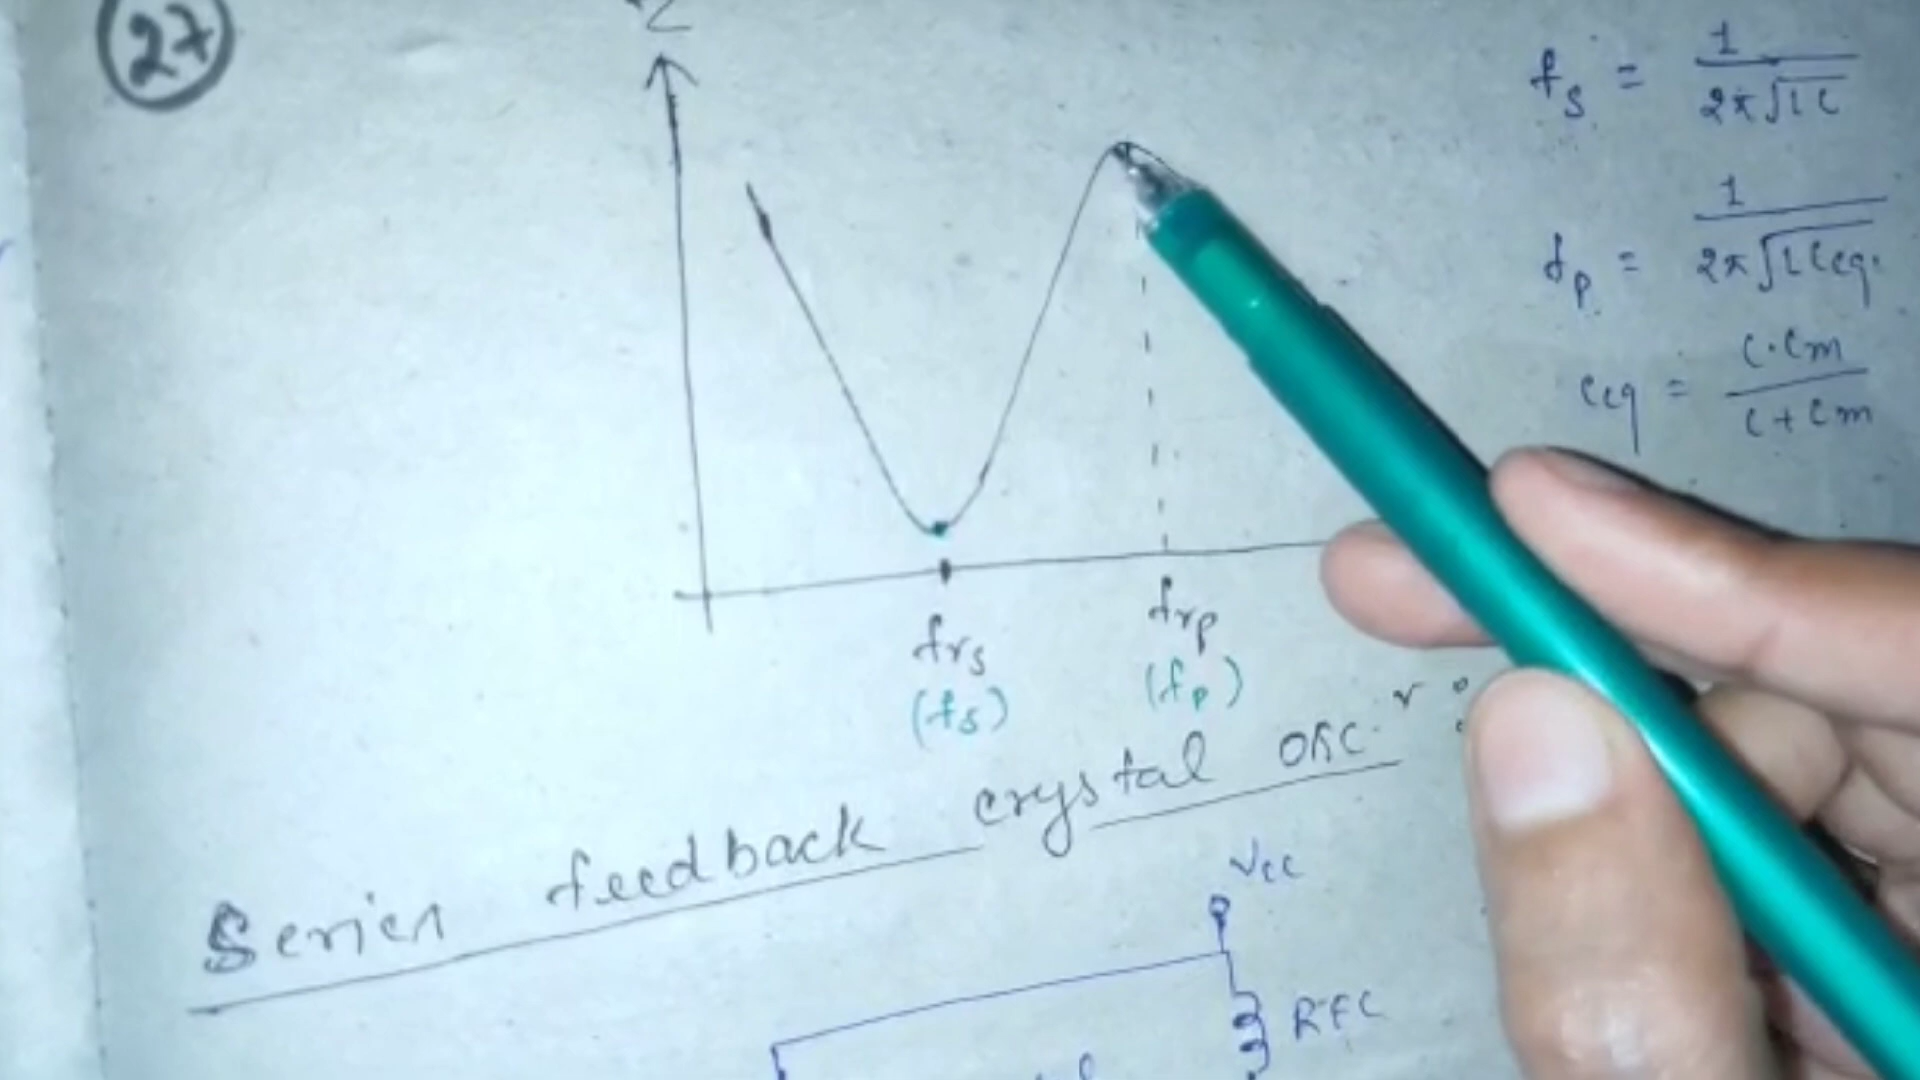 27
Z
fs = 1 / 2π√LC
fp = 1 / 2π√LCeq.
Ceq = C.Cm / C+Cm
frs
(fs)
frp
(fp)
Series feedback crystal osc.r :
Vcc
RFC